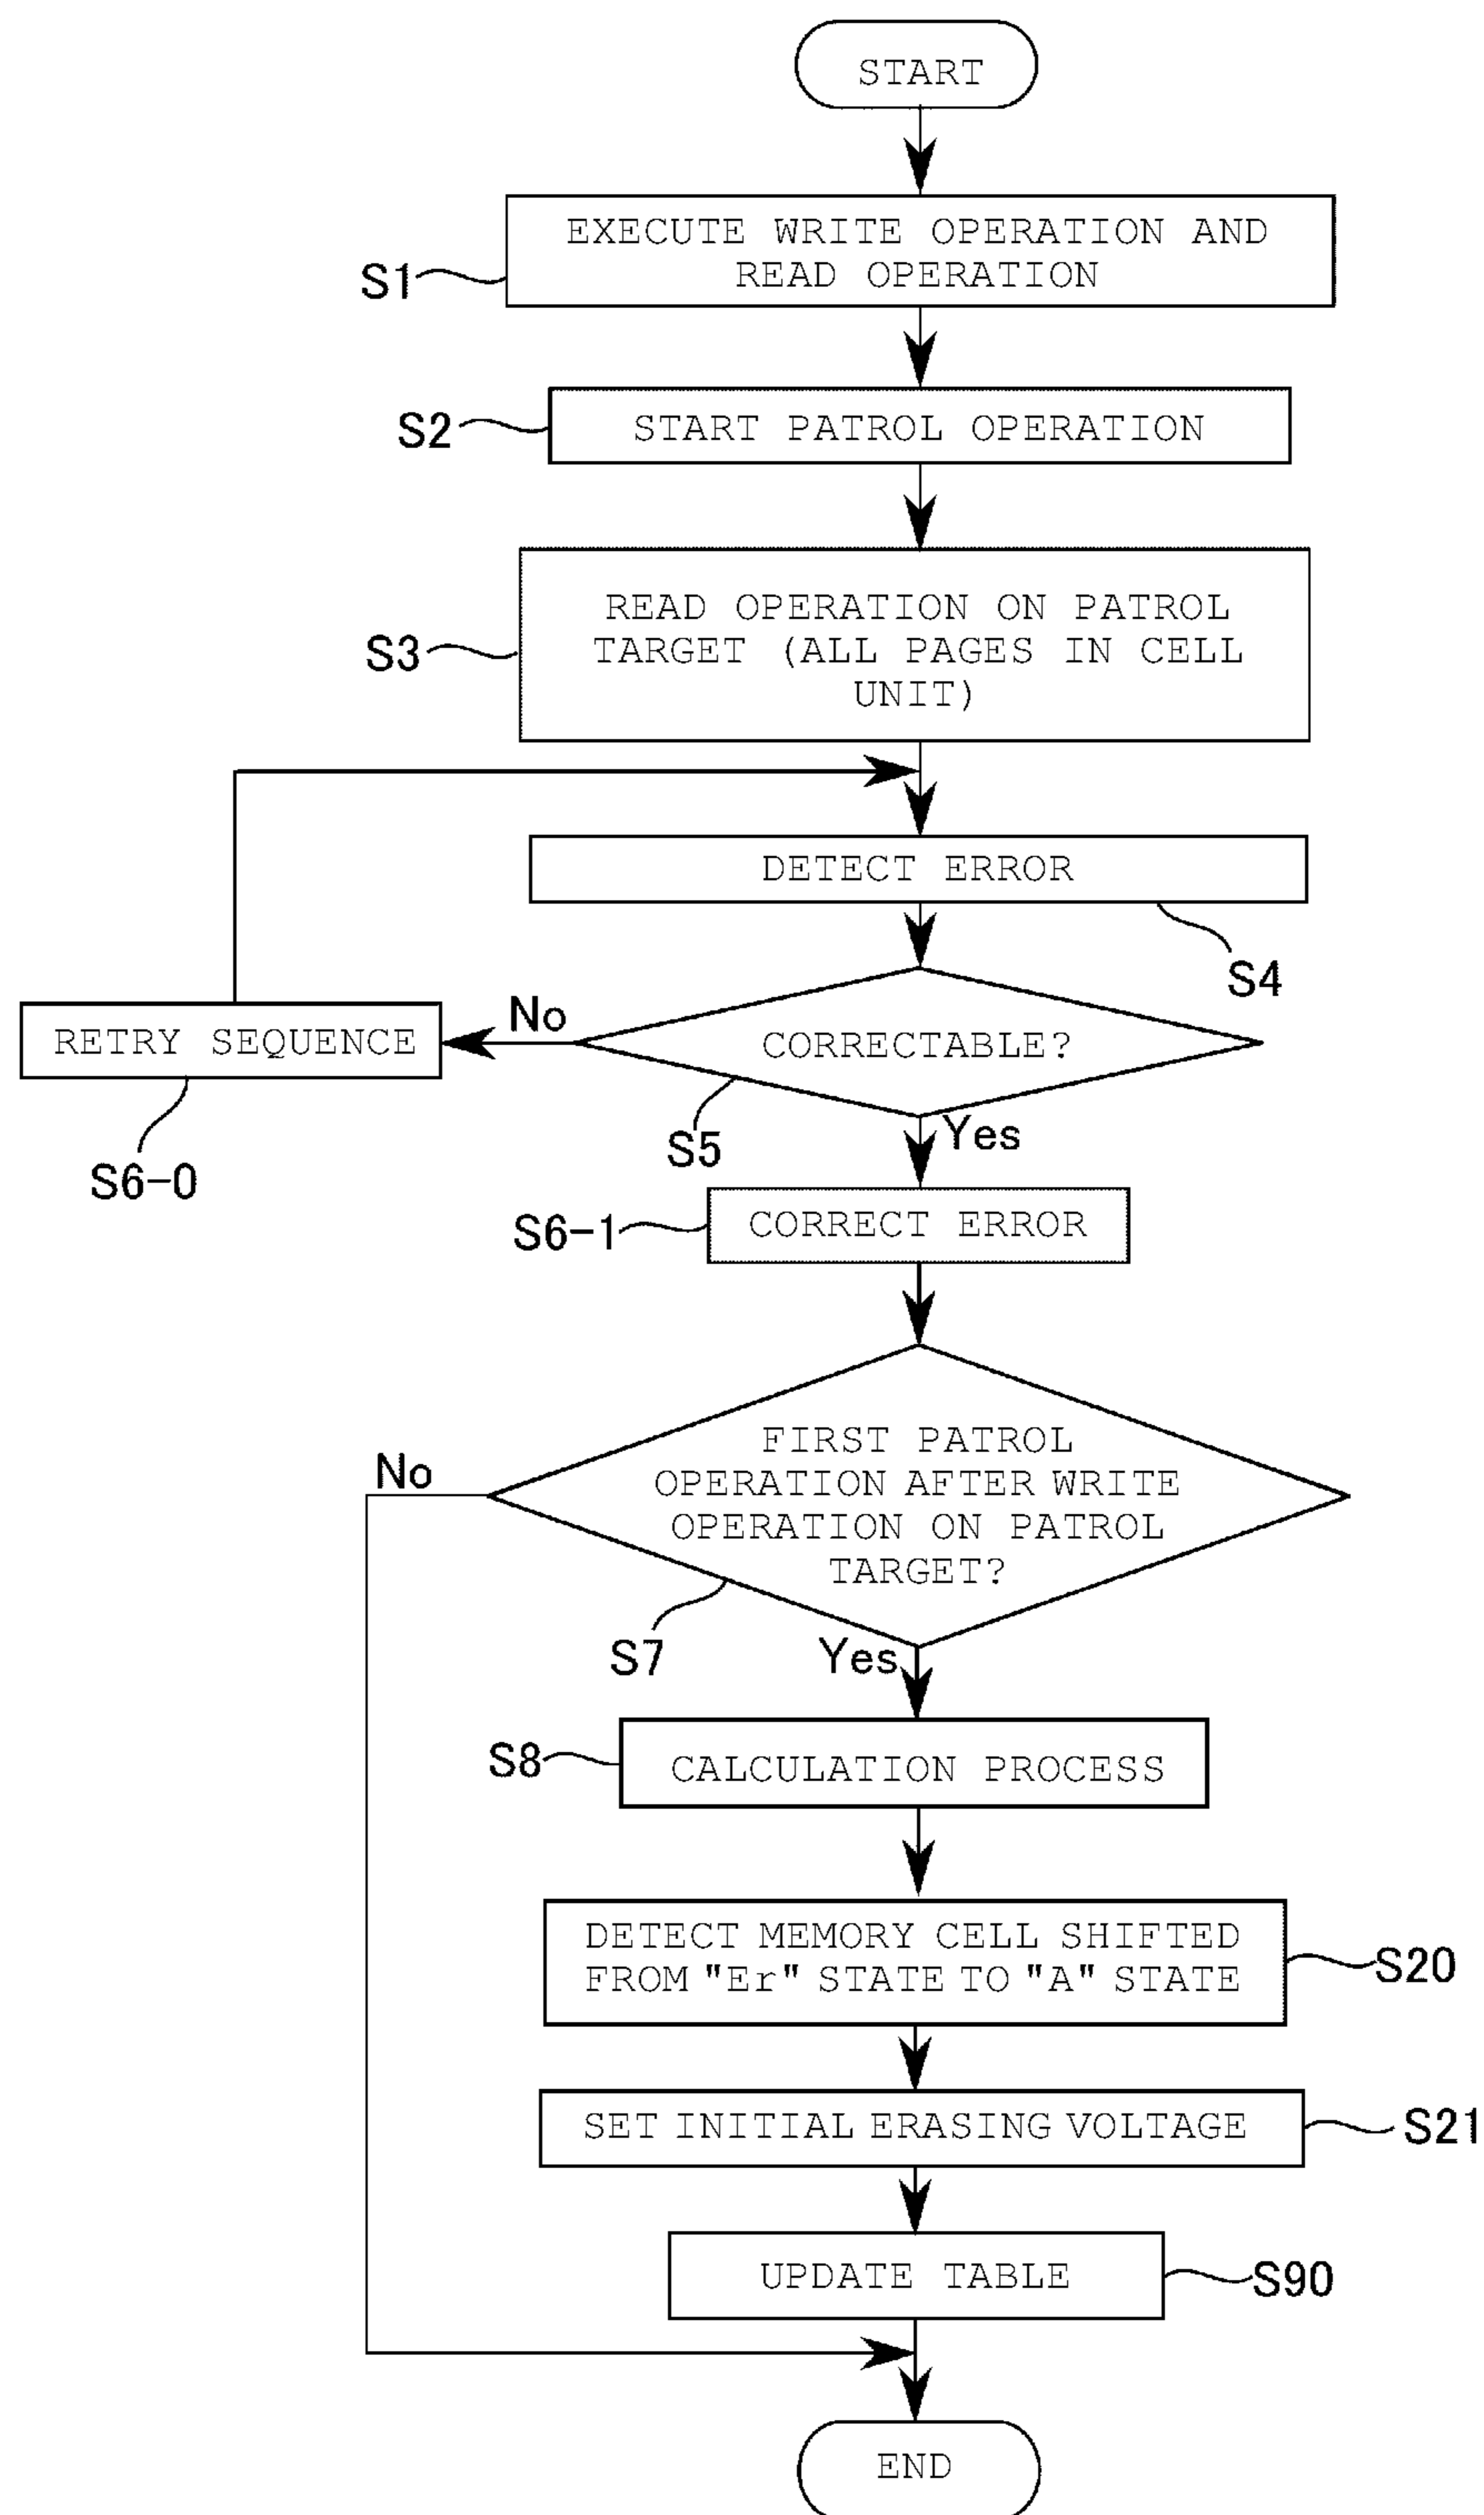 START
EXECUTE WRITE OPERATION AND
READ OPERATION
S1
S2
START PATROL OPERATION
READ OPERATION ON PATROL
TARGET (ALL PAGES IN CELL
UNIT)
S3
DETECT ERROR
S4
No
RETRY SEQUENCE
CORRECTABLE?
S5
Yes
S6-0
S6-1
CORRECT ERROR
FIRST PATROL
OPERATION AFTER WRITE
OPERATION ON PATROL
TARGET?
No
S7
Yes
S8
CALCULATION PROCESS
DETECT MEMORY CELL SHIFTED
FROM "Er" STATE TO "A" STATE
S20
SET INITIAL ERASING VOLTAGE
S21
UPDATE TABLE
S90
END